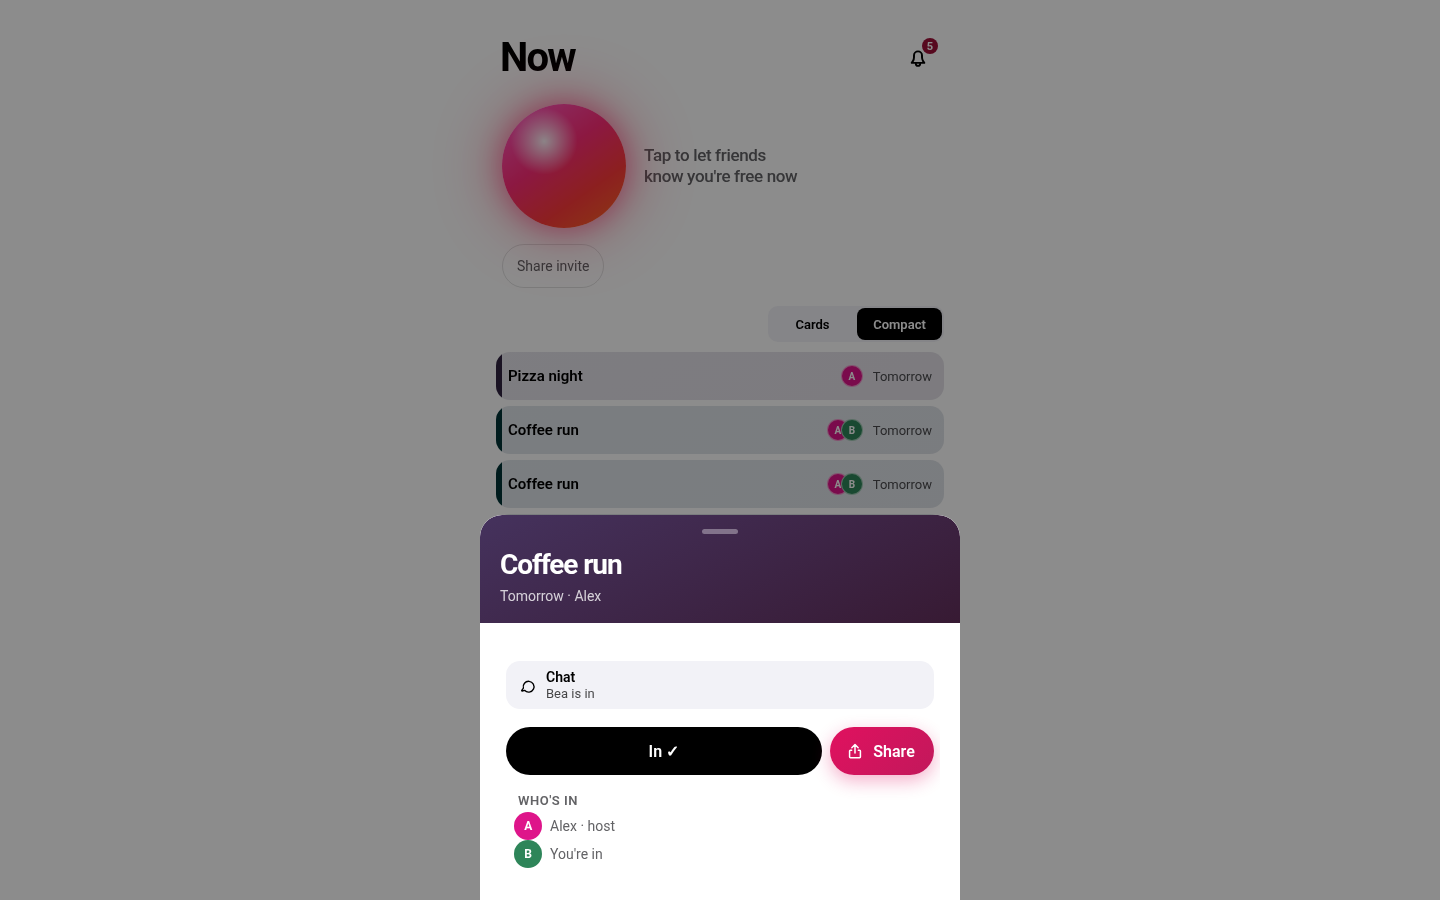 Now
5
Tap to let friends
know you're free now
Share invite
Cards
Compact
Pizza night
A
Tomorrow
Coffee run
A B
Tomorrow
Coffee run
A B
Tomorrow
Coffee run
Tomorrow · Alex
Chat
Bea is in
In ✓
Share
WHO'S IN
A
Alex · host
B
You're in